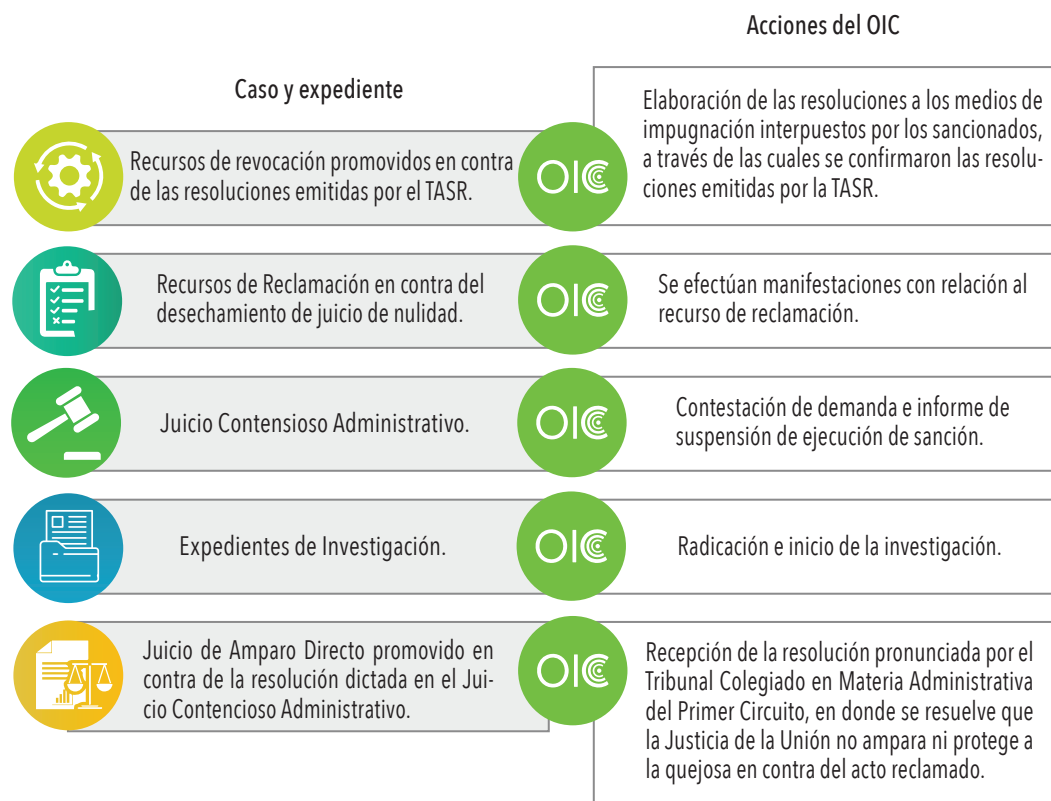 Acciones del OIC
Caso y expediente
Recursos de revocación promovidos en contra
de las resoluciones emitidas por el TASR.
OIC
Elaboración de las resoluciones a los medios de
impugnación interpuestos por los sancionados,
a través de las cuales se confirmaron las resolu-
ciones emitidas por la TASR.
Recursos de Reclamación en contra del
desechamiento de juicio de nulidad.
OIC
Se efectúan manifestaciones con relación al
recurso de reclamación.
Juicio Contensioso Administrativo.
OIC
Contestación de demanda e informe de
suspensión de ejecución de sanción.
Expedientes de Investigación.
OIC
Radicación e inicio de la investigación.
Juicio de Amparo Directo promovido en
contra de la resolución dictada en el Jui-
cio Contencioso Administrativo.
OIC
Recepción de la resolución pronunciada por el
Tribunal Colegiado en Materia Administrativa
del Primer Circuito, en donde se resuelve que
la Justicia de la Unión no ampara ni protege a
la quejosa en contra del acto reclamado.